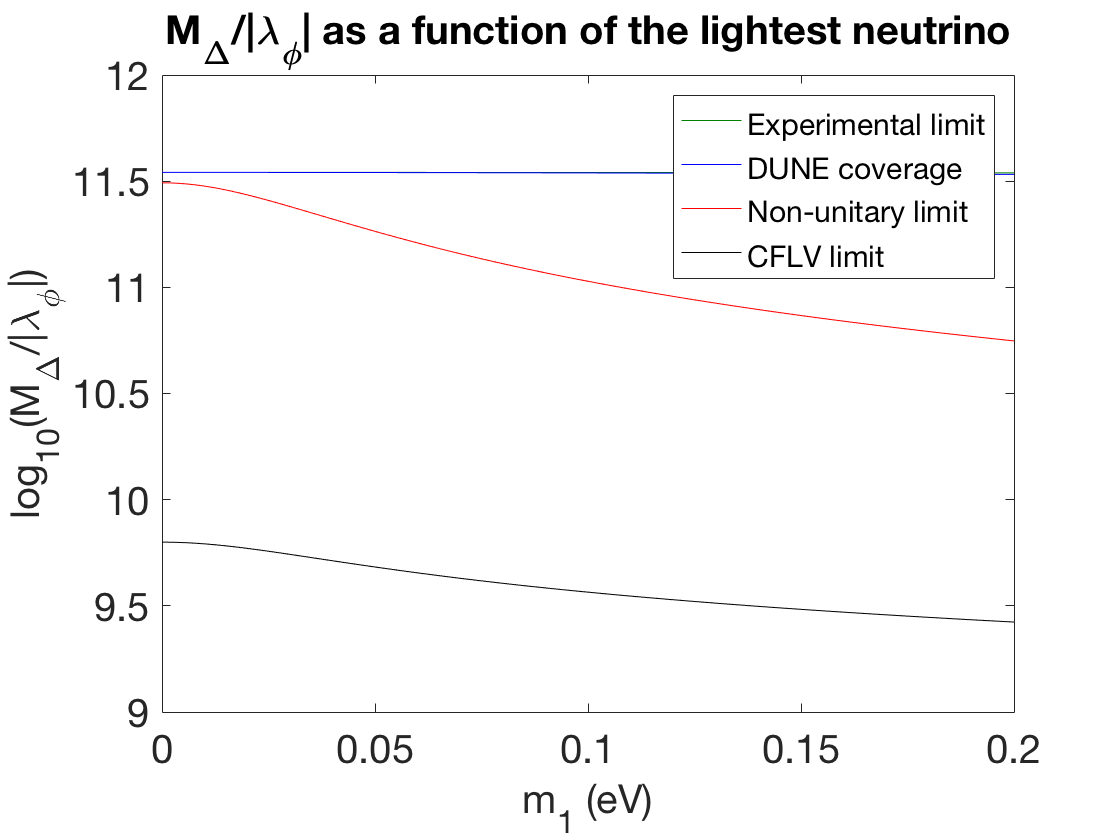 M_Δ/|λ_ϕ| as a function of the lightest neutrino
12
11.5
11
10.5
10
9.5
9
log_10(M_Δ/|λ_ϕ|)
Experimental limit
DUNE coverage
Non-unitary limit
CFLV limit
0 0.05 0.1 0.15 0.2
m_1 (eV)